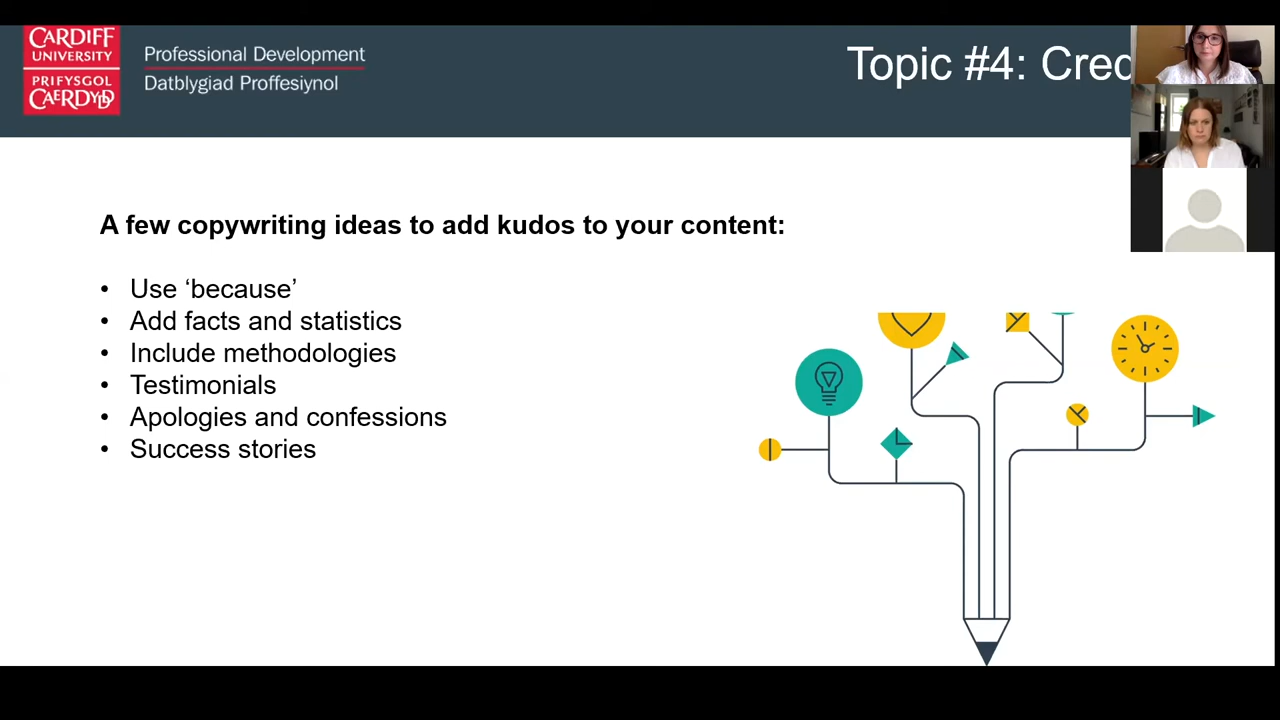 CARDIFF
UNIVERSITY
PRIFYSGOL
CAERDYDD
Professional Development
Datblygiad Proffesiynol
Topic #4:
A few copywriting ideas to add kudos to your content:
• Use ‘because’
• Add facts and statistics
• Include methodologies
• Testimonials
• Apologies and confessions
• Success stories